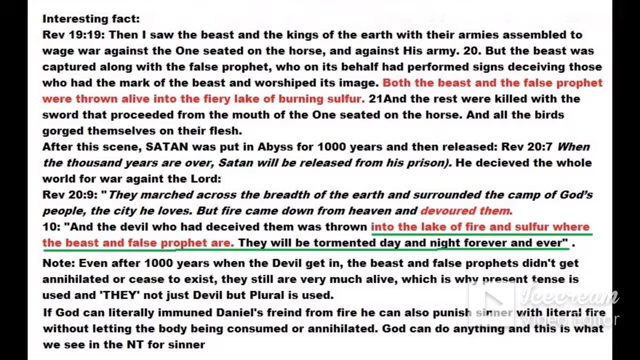 Interesting fact:
Rev 19:19: Then I saw the beast and the kings of the earth with their armies assembled to
wage war against the One seated on the horse, and against His army. 20. But the beast was
captured along with the false prophet, who on its behalf had performed signs deceiving those
who had the mark of the beast and worshiped its image. Both the beast and the false prophet
were thrown alive into the fiery lake of burning sulfur. 21And the rest were killed with the
sword that proceeded from the mouth of the One seated on the horse. And all the birds
gorged themselves on their flesh.
After this scene, SATAN was put in Abyss for 1000 years and then released: Rev 20:7 When
the thousand years are over, Satan will be released from his prison). He decieved the whole
world for war againt the Lord:
Rev 20:9: "They marched across the breadth of the earth and surrounded the camp of God's
people, the city he loves. But fire came down from heaven and devoured them.
10: "And the devil who had deceived them was thrown into the lake of fire and sulfur where
the beast and false prophet are. They will be tormented day and night forever and ever" .
Note: Even after 1000 years when the Devil get in, the beast and false prophets didn't get
annihilated or cease to exist, they still are very much alive, which is why present tense is
used and 'THEY' not just Devil but Plural is used.
If God can literally immuned Daniel's freind from fire he can also punish sinner with literal fire
without letting the body being consumed or annihilated. God can do anything and this is what
we see in the NT for sinner
Icecream
Video Editor